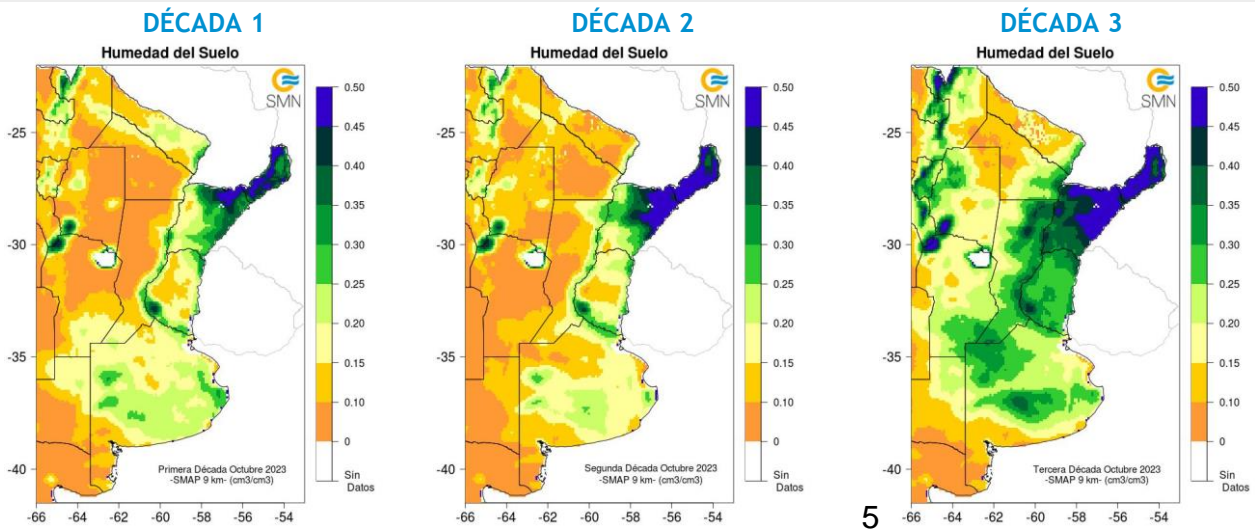 DÉCADA 1
Humedad del Suelo
SMN
-25
-30
-35
-40
-66 -64 -62 -60 -58 -56 -54
0.50
0.45
0.40
0.35
0.30
0.25
0.20
0.15
0.10
0
Sin
Datos
Primera Década Octubre 2023
-SMAP 9 km- (cm3/cm3)
DÉCADA 2
Humedad del Suelo
SMN
-25
-30
-35
-40
-66 -64 -62 -60 -58 -56 -54
0.50
0.45
0.40
0.35
0.30
0.25
0.20
0.15
0.10
0
Sin
Datos
Segunda Década Octubre 2023
-SMAP 9 km- (cm3/cm3)
DÉCADA 3
Humedad del Suelo
SMN
-25
-30
-35
-40
-66 -64 -62 -60 -58 -56 -54
0.50
0.45
0.40
0.35
0.30
0.25
0.20
0.15
0.10
0
Sin
Datos
Tercera Década Octubre 2023
-SMAP 9 km- (cm3/cm3)
5